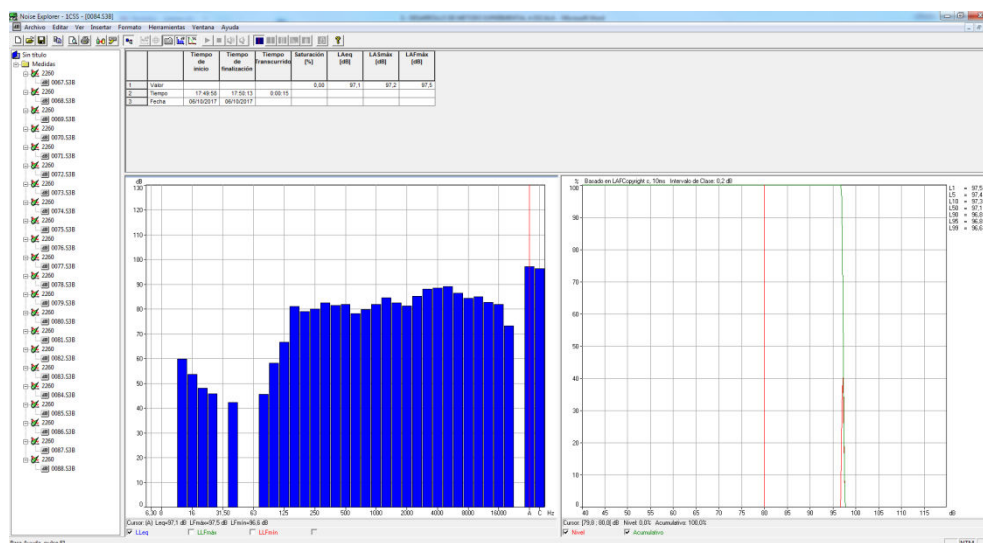 Noise Explorer - 1CSS - [0084.S3B]
Archivo Editar Ver Insertar Formato Herramientas Ventana Ayuda
Sin título
Medidas
2260
0067.S3B
2260
0068.S3B
2260
0069.S3B
2260
0070.S3B
2260
0071.S3B
2260
0072.S3B
2260
0073.S3B
2260
0074.S3B
2260
0075.S3B
2260
0076.S3B
2260
0077.S3B
2260
0078.S3B
2260
0079.S3B
2260
0080.S3B
2260
0081.S3B
2260
0082.S3B
2260
0083.S3B
2260
0084.S3B
2260
0085.S3B
2260
0086.S3B
2260
0087.S3B
2260
0088.S3B
Tiempo de inicio Tiempo de finalización Tiempo Transcurrido Saturación [%] LAeq [dB] LASmáx [dB] LAFmáx [dB]
1 Valor 0,00 97,1 97,2 97,5
2 Tiempo 17:49:58 17:50:13 0:00:15
3 Fecha 06/10/2017 06/10/2017
dB
130
120
110
100
90
80
70
60
50
40
30
20
10
0
6,30 8 16 31,50 63 125 250 500 1000 2000 4000 8000 16000 A C Hz
Cursor: (A) Leq=97,1 dB LFmáx=97,5 dB LFmín=96,6 dB
LLeq LLFmáx LLFmín
% Basado en LAFCopyright c, 10ms Intervalo de Clase: 0,2 dB
100
90
80
70
60
50
40
30
20
10
0
40 45 50 55 60 65 70 75 80 85 90 95 100 105 110 115 dB
L1 = 97,5
L5 = 97,4
L10 = 97,3
L50 = 97,1
L90 = 96,8
L95 = 96,8
L99 = 96,6
Cursor: [79,8 ; 80,0[ dB Nivel: 0,0% Acumulativo: 100,0%
Nivel Acumulativo